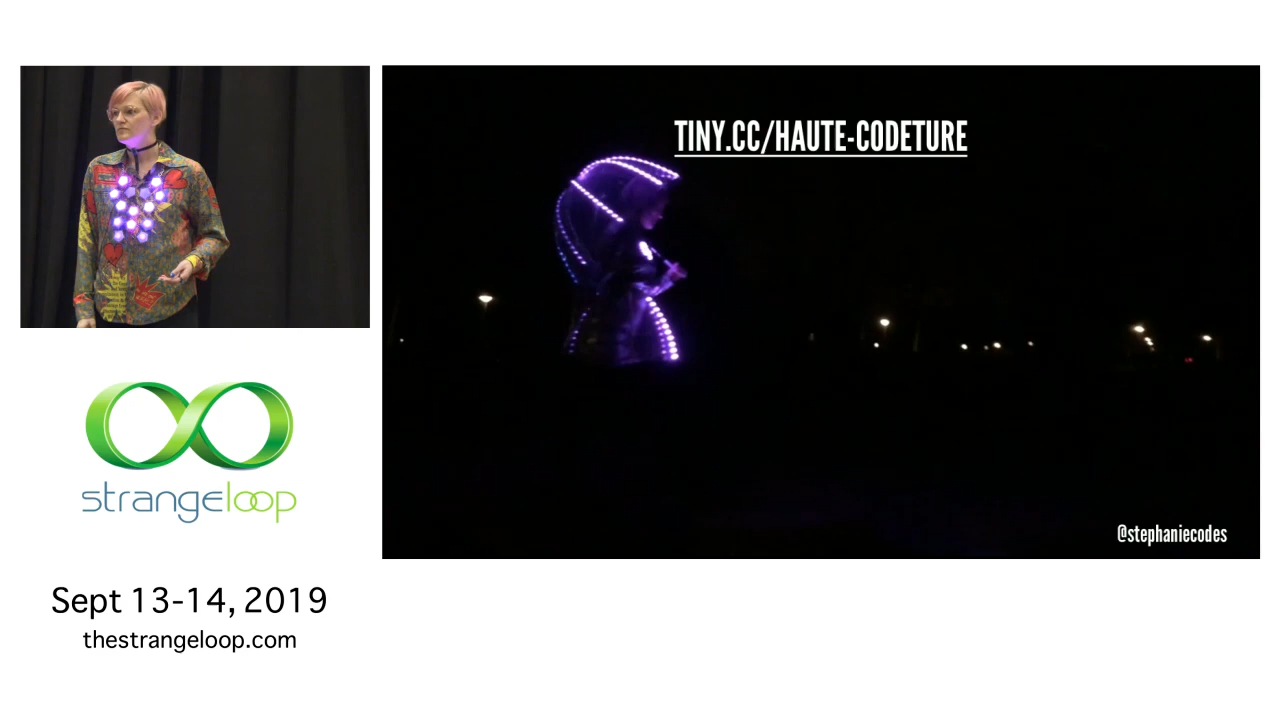 TINY.CC/HAUTE-CODETURE
@stephaniecodes
strangeloop
Sept 13-14, 2019
thestrangeloop.com